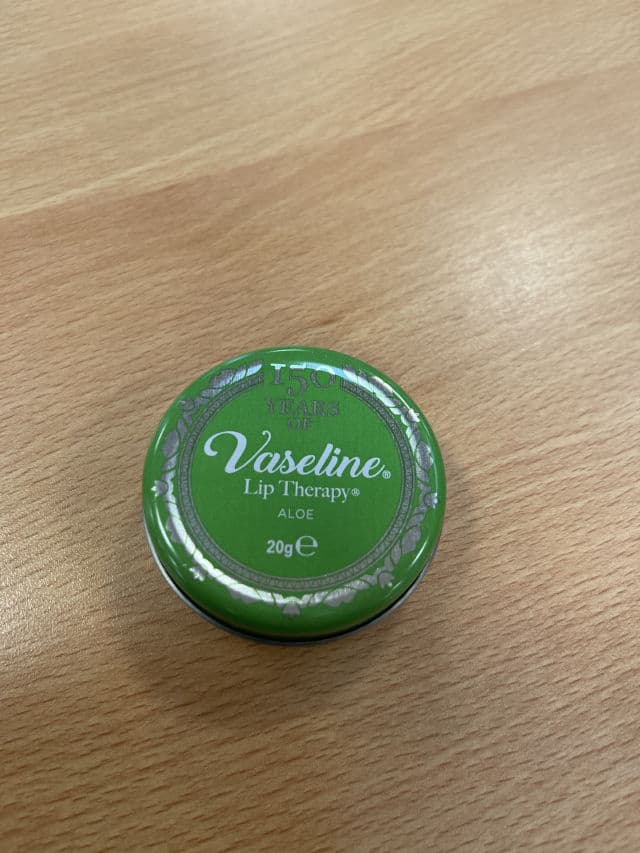 150
YEARS
OF
Vaseline®
Lip Therapy®
ALOE
20g℮